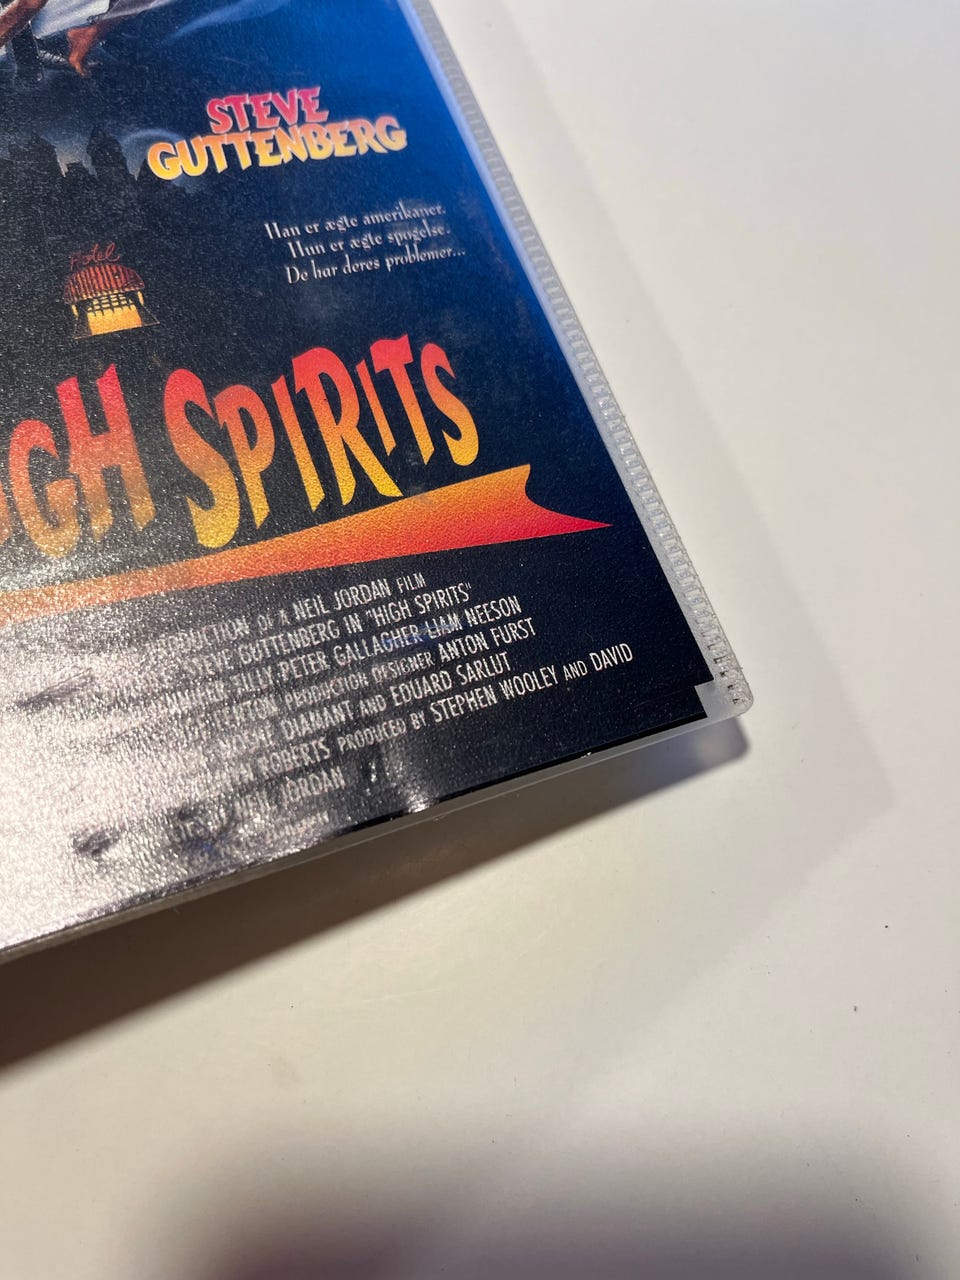 STEVE
GUTTENBERG
Han er ægte amerikaner.
Hun er ægte spøgelse.
De har deres problemer...
Hotel
GH SPIRITS
A NEIL JORDAN FILM
STEVE GUTTENBERG IN "HIGH SPIRITS"
TILLY PETER GALLAGHER LIAM NEESON
PRODUCTION DESIGNER ANTON FURST
DIAMANT AND EDUARD SARLUT
ROBERTS PRODUCED BY STEPHEN WOOLEY AND DAVID
NEIL JORDAN